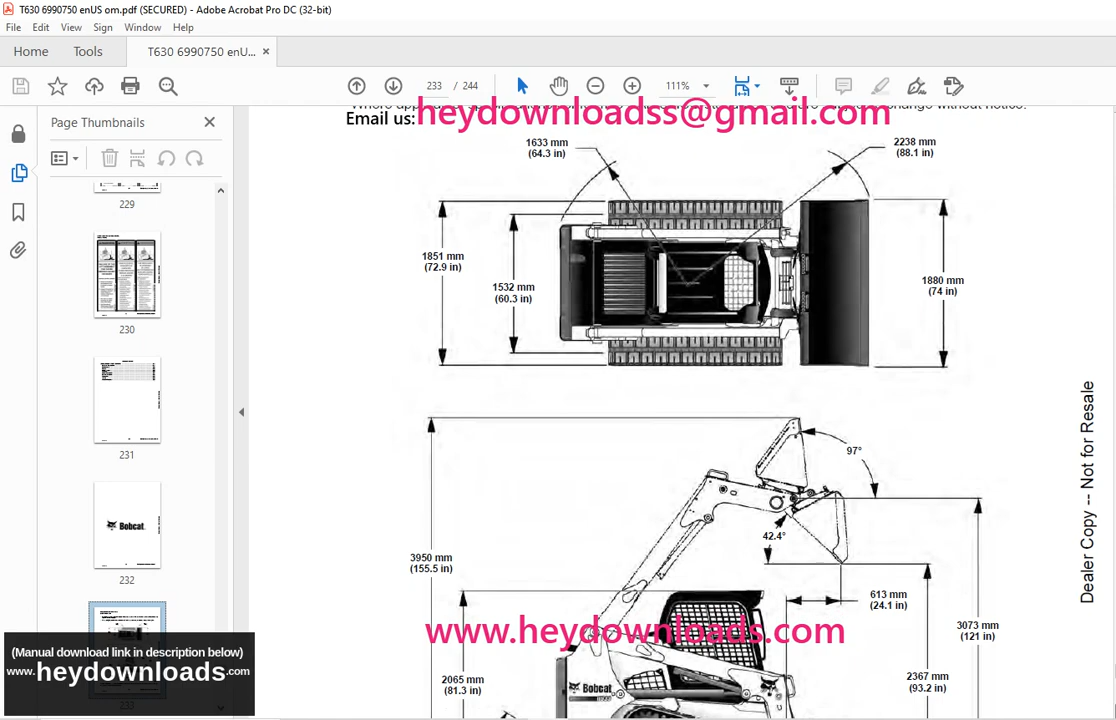 T630 6990750 enUS om.pdf (SECURED) - Adobe Acrobat Pro DC (32-bit)
File Edit View Sign Window Help
Home Tools T630 6990750 enU... ×
233 / 244 111%
Page Thumbnails
229
230
231
Bobcat
232
233
Email us: heydownloadss@gmail.com
1633 mm
(64.3 in)
2238 mm
(88.1 in)
1851 mm
(72.9 in)
1532 mm
(60.3 in)
1880 mm
(74 in)
97°
42.4°
3950 mm
(155.5 in)
613 mm
(24.1 in)
3073 mm
(121 in)
www.heydownloads.com
2065 mm
(81.3 in)
2367 mm
(93.2 in)
Bobcat
Dealer Copy -- Not for Resale
(Manual download link in description below)
www.heydownloads.com